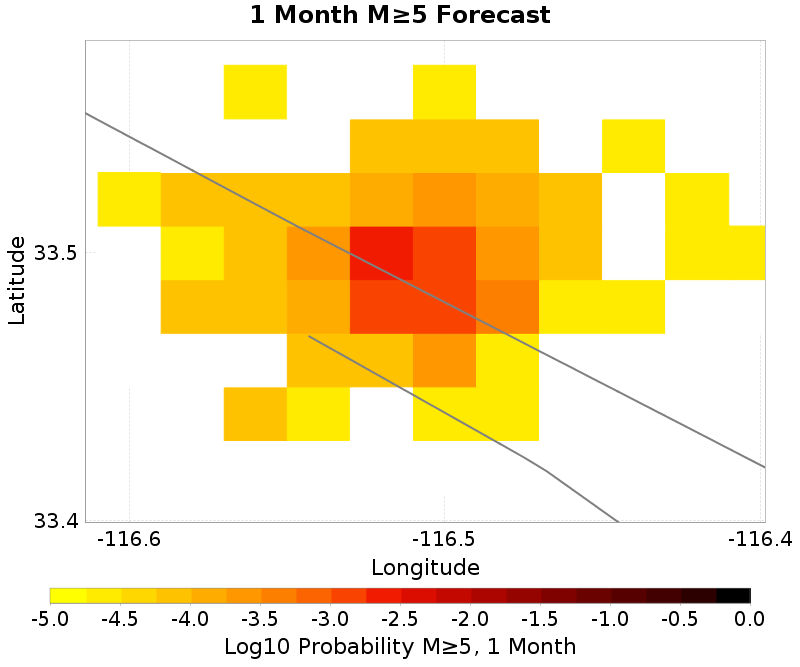 1 Month M≥5 Forecast
Latitude
33.5
33.4
-116.6 -116.5 -116.4
Longitude
-5.0 -4.5 -4.0 -3.5 -3.0 -2.5 -2.0 -1.5 -1.0 -0.5 0.0
Log10 Probability M≥5, 1 Month